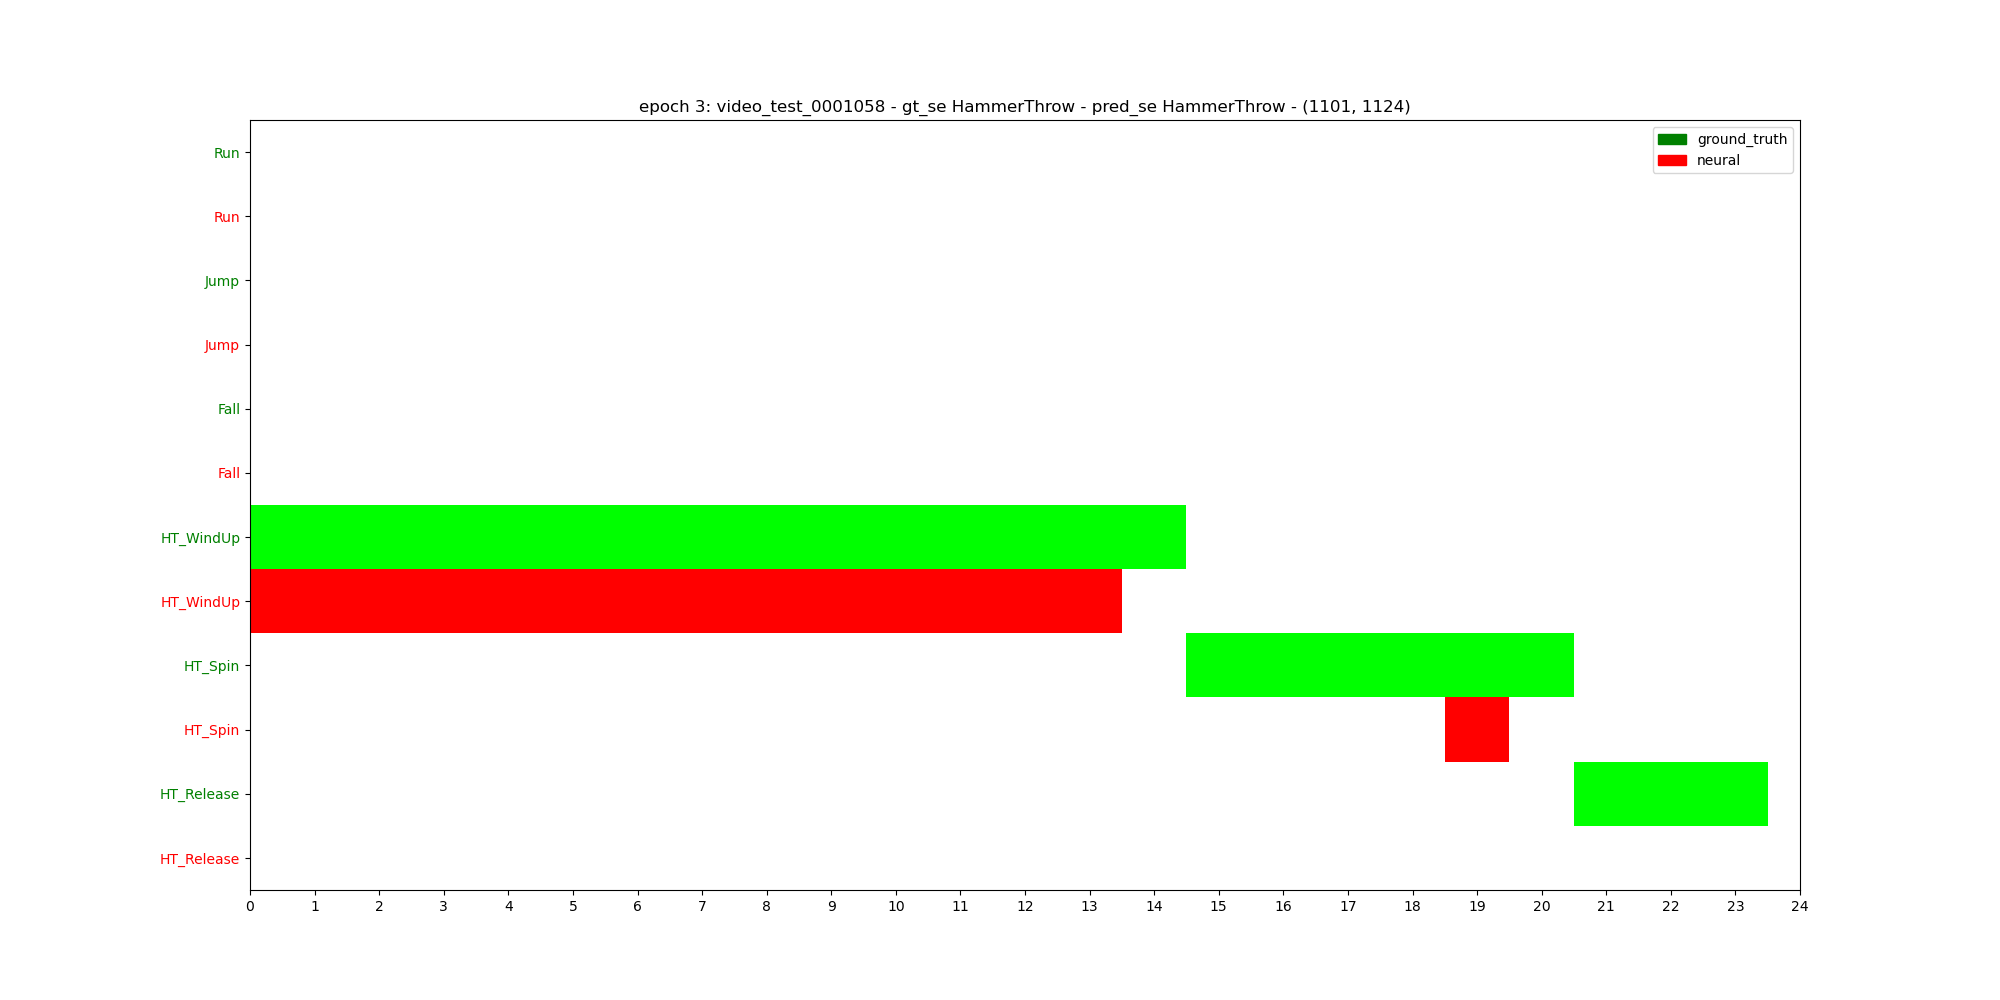 epoch 3: video_test_0001058 - gt_se HammerThrow - pred_se HammerThrow - (1101, 1124)
ground_truth
neural
Run
Run
Jump
Jump
Fall
Fall
HT_WindUp
HT_WindUp
HT_Spin
HT_Spin
HT_Release
HT_Release
0 1 2 3 4 5 6 7 8 9 10 11 12 13 14 15 16 17 18 19 20 21 22 23 24